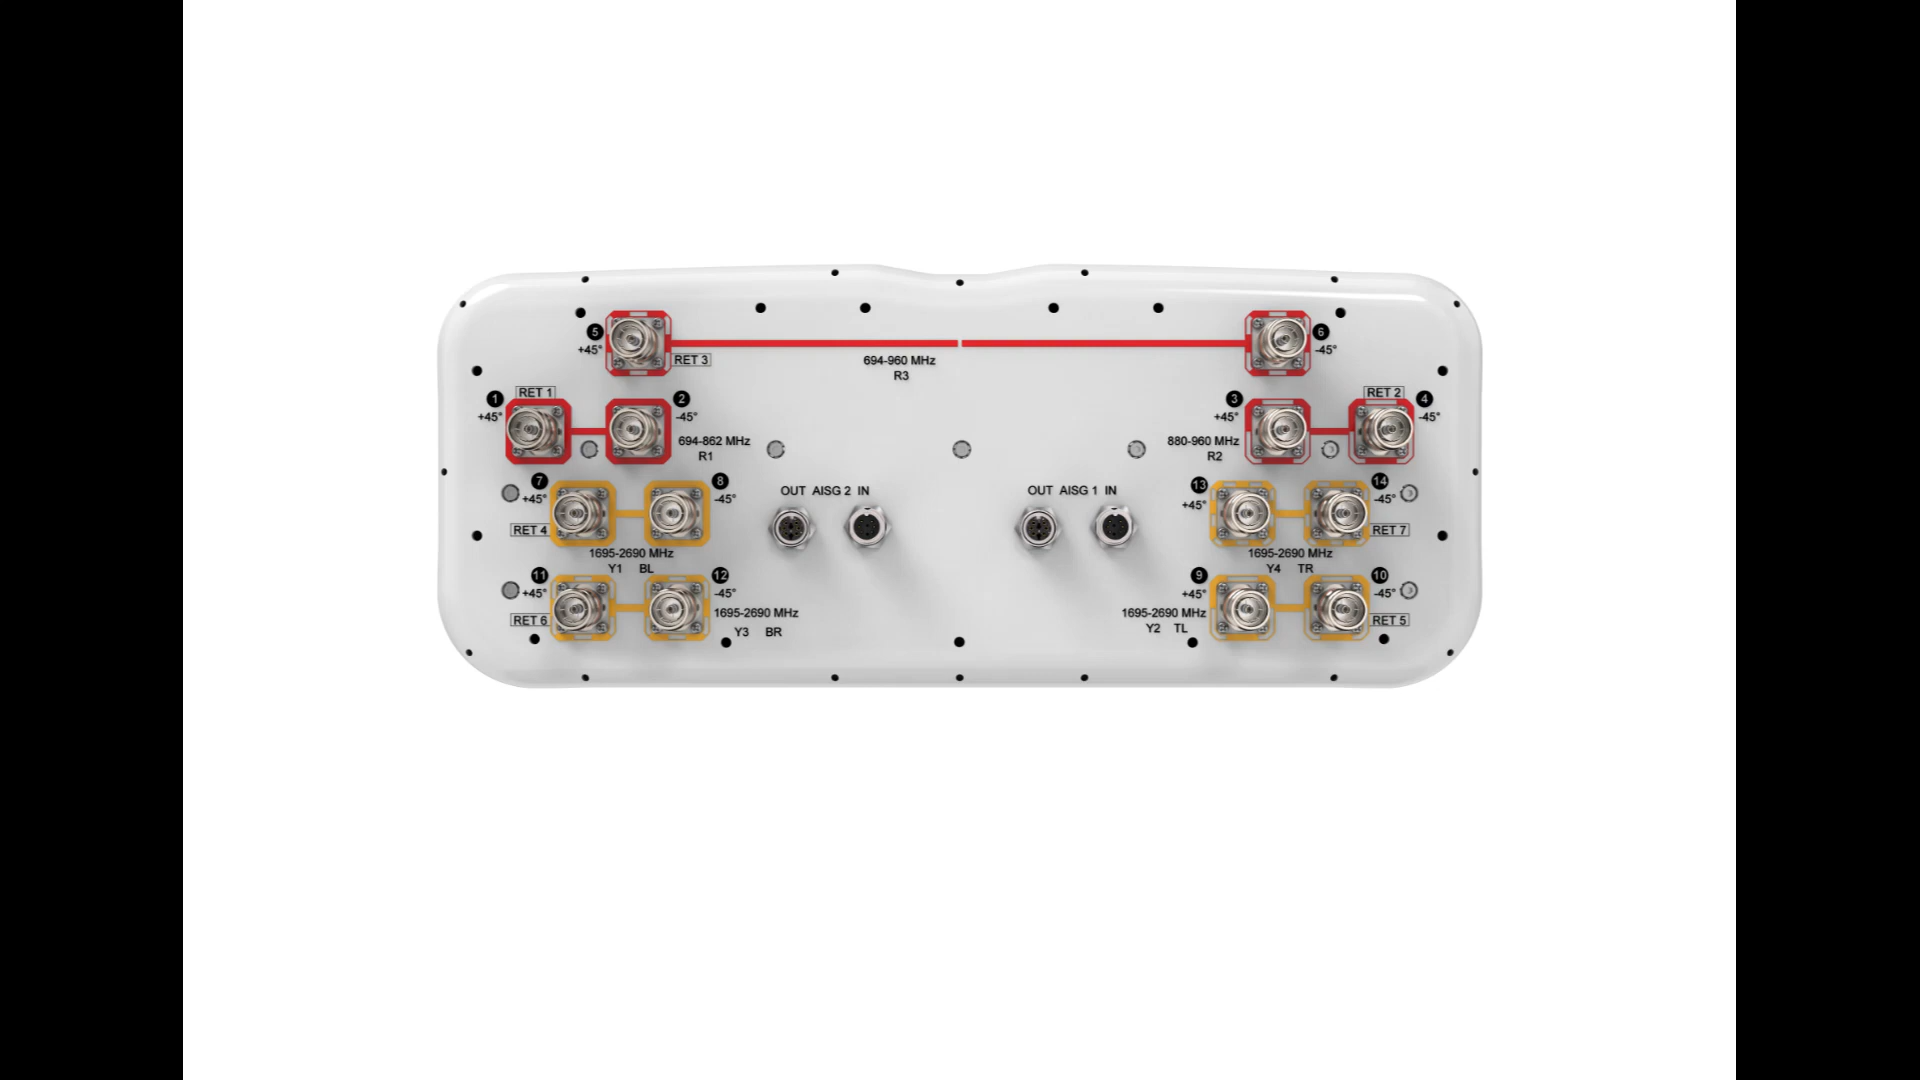 5
+45°
RET 3
694-960 MHz
R3
6
-45°
RET 1
1
+45°
2
-45°
694-862 MHz
R1
3
+45°
880-960 MHz
R2
RET 2
4
-45°
7
+45°
RET 4
8
-45°
1695-2690 MHz
Y1 BL
OUT AISG 2 IN
OUT AISG 1 IN
13
+45°
14
-45°
RET 7
1695-2690 MHz
Y4 TR
11
+45°
RET 6
12
-45°
1695-2690 MHz
Y3 BR
9
+45°
1695-2690 MHz
Y2 TL
10
-45°
RET 5